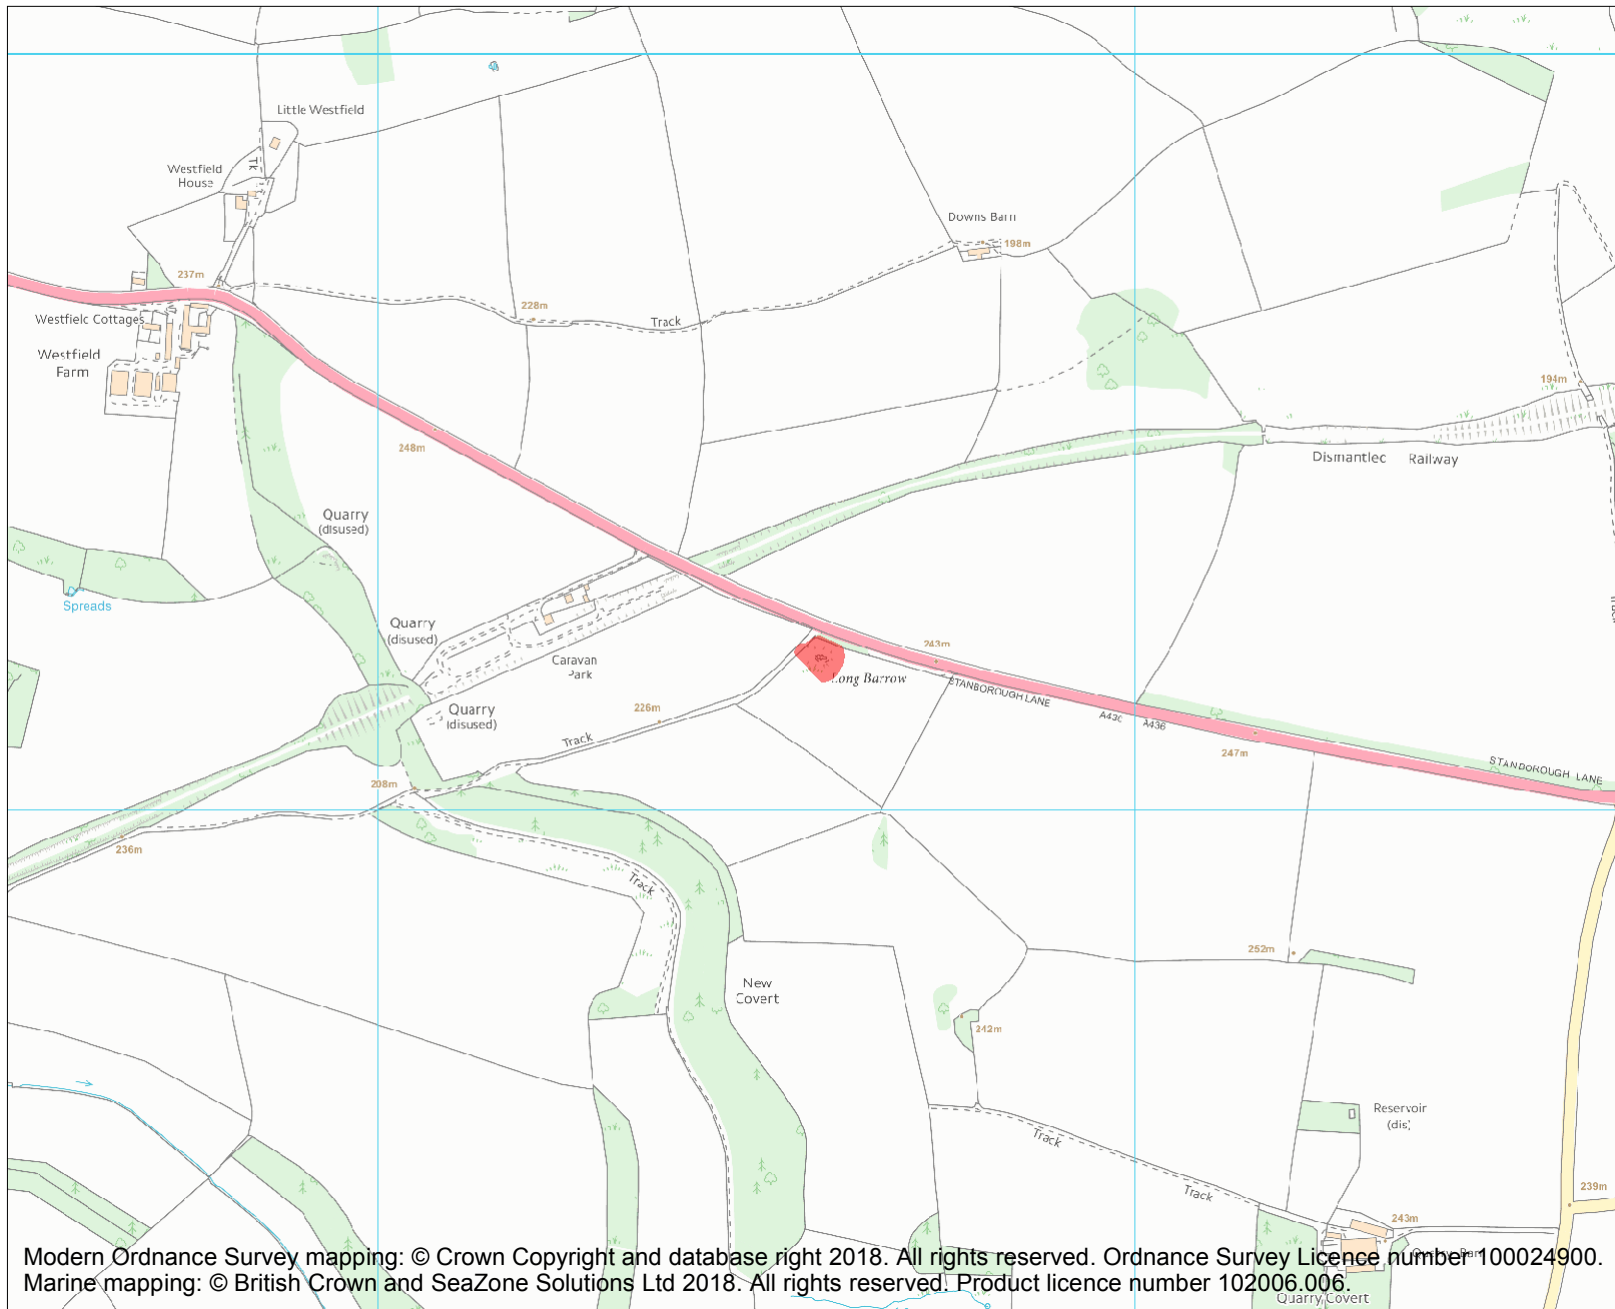 Little Westfield
Westfield
House
Tk
Downs Barn
198m
237m
228m
Track
Westfield Cottages
Westfield
Farm
194m
248m
Dismantled Railway
Quarry
(disused)
Spreads
Quarry
(disused)
Caravan
Park
243m
Long Barrow
STANBOROUGH LANE
A436
A436
226m
Quarry
(disused)
Track
247m
STANBOROUGH LANE
208m
236m
Track
252m
New
Covert
242m
Reservoir
(dis)
Track
Track
239m
243m
Quarry Barn
Modern Ordnance Survey mapping: © Crown Copyright and database right 2018. All rights reserved. Ordnance Survey Licence number 100024900.
Marine mapping: © British Crown and SeaZone Solutions Ltd 2018. All rights reserved. Product licence number 102006.006.
Quarry Covert